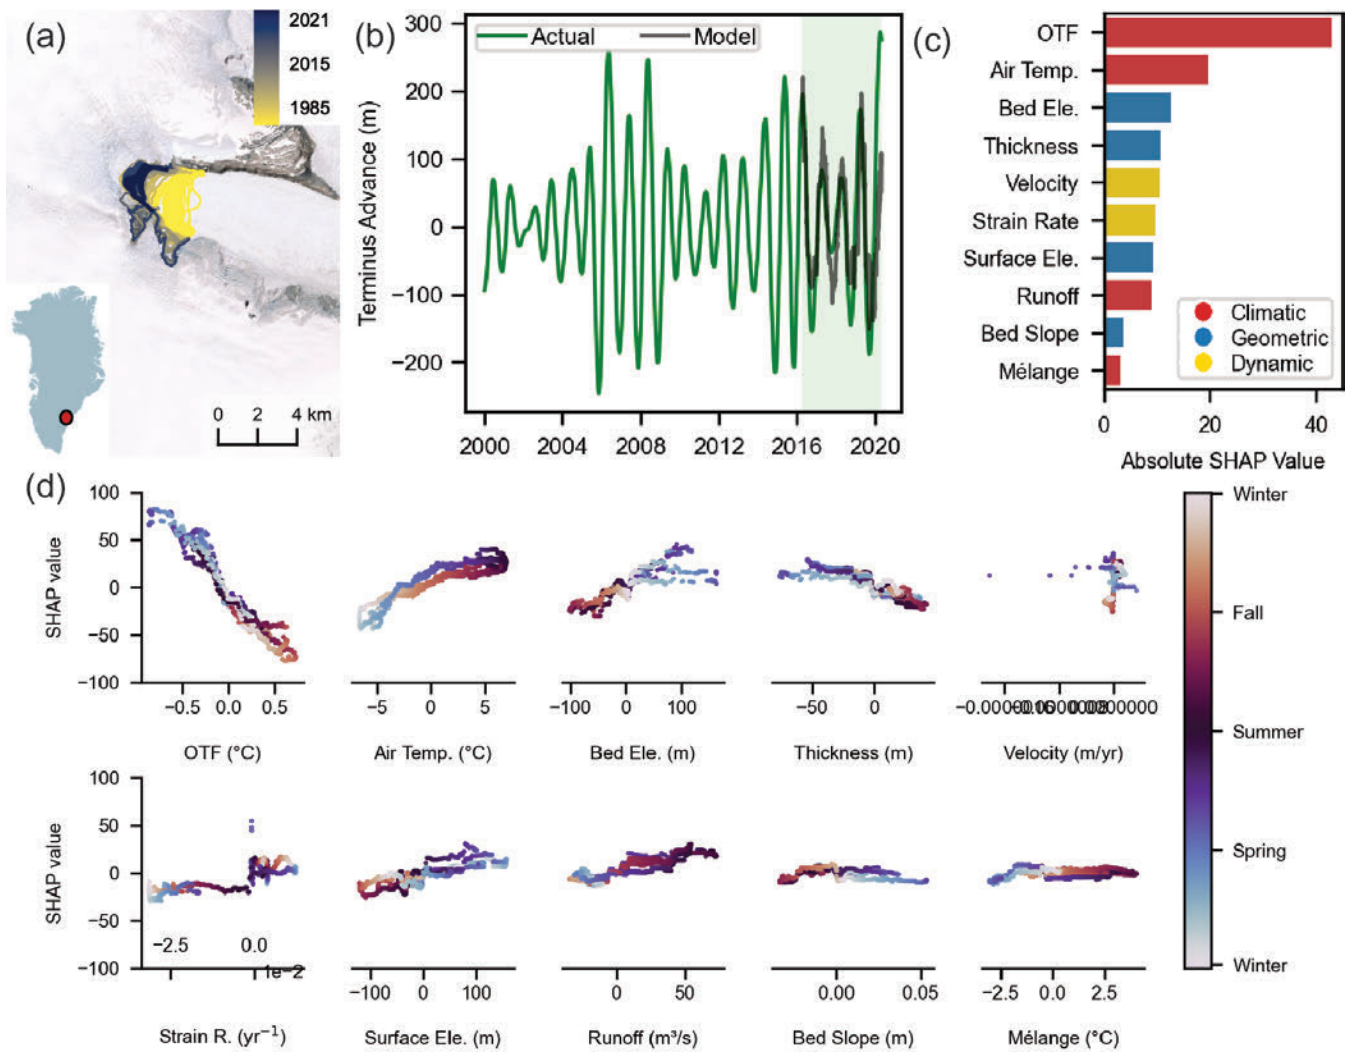 (a)
2021
2015
1985
0 2 4 km
(b)
Actual Model
Terminus Advance (m)
300
200
100
0
−100
−200
2000 2004 2008 2012 2016 2020
(c)
OTF
Air Temp.
Bed Ele.
Thickness
Velocity
Strain Rate
Surface Ele.
Runoff
Bed Slope
Mélange
Climatic
Geometric
Dynamic
0 20 40
Absolute SHAP Value
(d)
SHAP value
100
50
0
−50
−100
−0.5 0.0 0.5
OTF (°C)
−5 0 5
Air Temp. (°C)
−100 0 100
Bed Ele. (m)
−50 0
Thickness (m)
Velocity (m/yr)
SHAP value
100
50
0
−50
−100
−2.5 0.0
1e−2
Strain R. (yr⁻¹)
−100 0 100
Surface Ele. (m)
0 50
Runoff (m³/s)
0.00 0.05
Bed Slope (m)
−2.5 0.0 2.5
Mélange (°C)
Winter
Fall
Summer
Spring
Winter